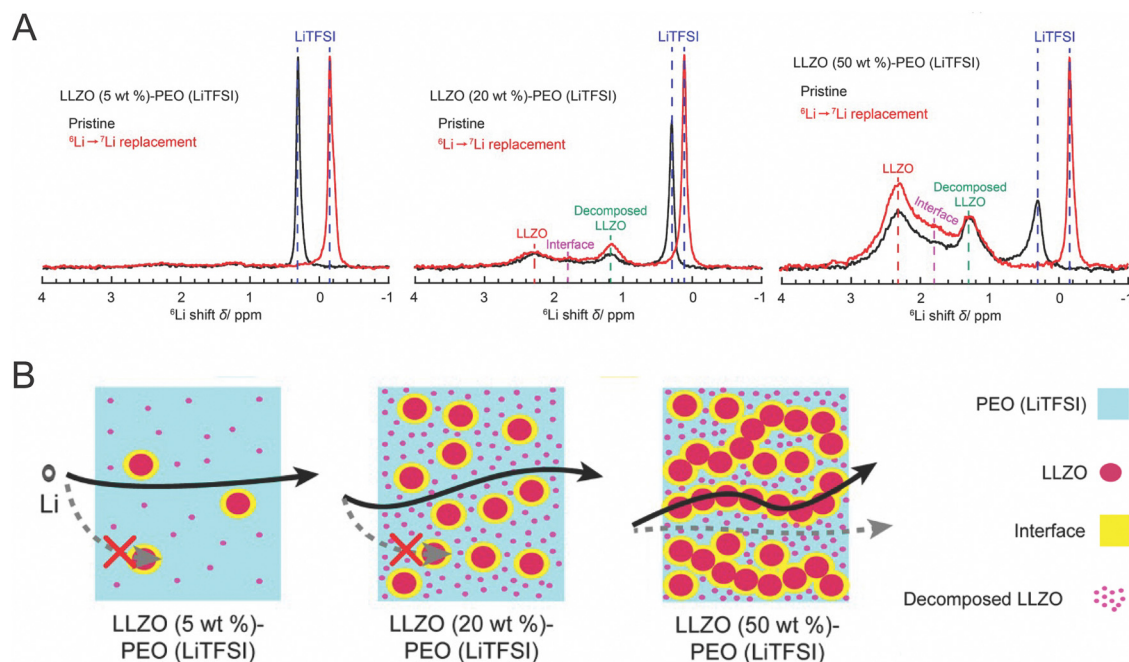 A
LiTFSI
LLZO (5 wt %)-PEO (LiTFSI)
Pristine
⁶Li→⁷Li replacement
4 3 2 1 0 -1
⁶Li shift δ/ ppm
LiTFSI
LLZO (20 wt %)-PEO (LiTFSI)
Pristine
⁶Li→⁷Li replacement
Decomposed
LLZO
LLZO
Interface
4 3 2 1 0 -1
⁶Li shift δ/ ppm
LiTFSI
LLZO (50 wt %)-PEO (LiTFSI)
Pristine
⁶Li→⁷Li replacement
LLZO
Interface
Decomposed
LLZO
4 3 2 1 0 -1
⁶Li shift δ/ ppm
B
Li
LLZO (5 wt %)-
PEO (LiTFSI)
LLZO (20 wt %)-
PEO (LiTFSI)
LLZO (50 wt %)-
PEO (LiTFSI)
PEO (LiTFSI)
LLZO
Interface
Decomposed LLZO